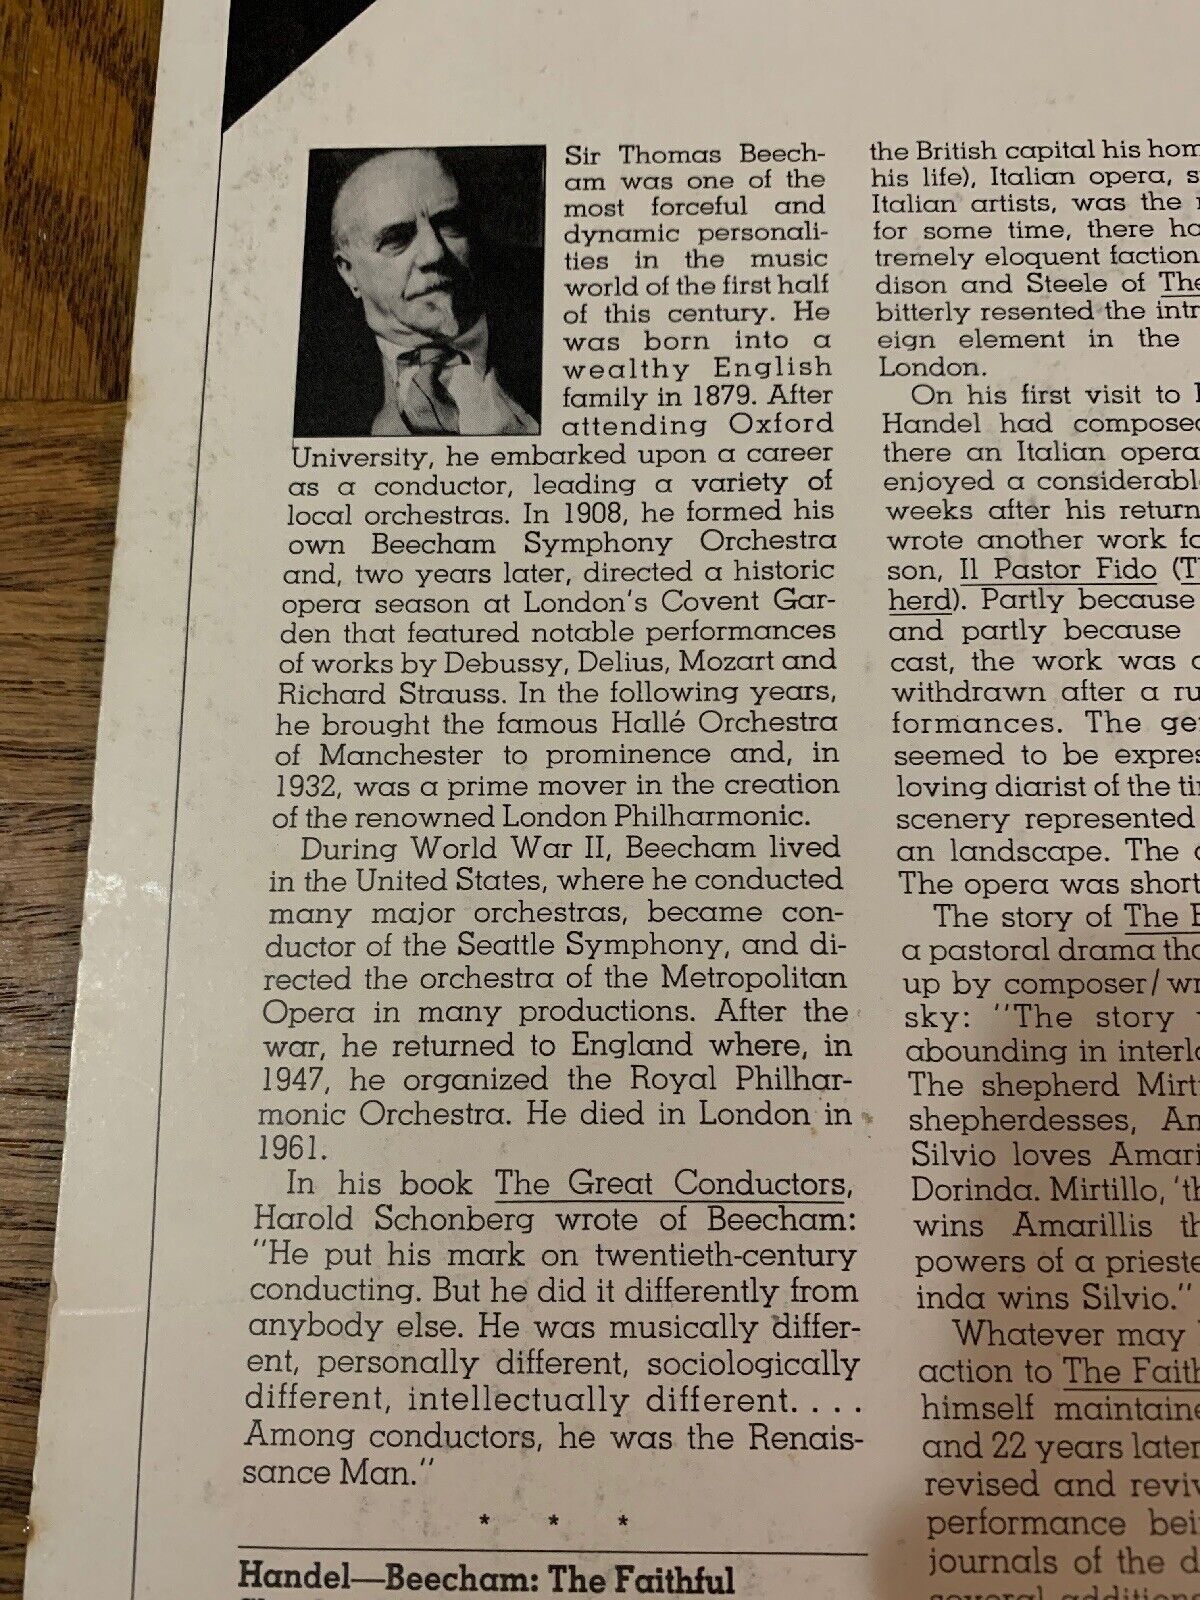 Sir Thomas Beech-
am was one of the
most forceful and
dynamic personali-
ties in the music
world of the first half
of this century. He
was born into a
wealthy English
family in 1879. After
attending Oxford
University, he embarked upon a career
as a conductor, leading a variety of
local orchestras. In 1908, he formed his
own Beecham Symphony Orchestra
and, two years later, directed a historic
opera season at London's Covent Gar-
den that featured notable performances
of works by Debussy, Delius, Mozart and
Richard Strauss. In the following years,
he brought the famous Hallé Orchestra
of Manchester to prominence and, in
1932, was a prime mover in the creation
of the renowned London Philharmonic.
During World War II, Beecham lived
in the United States, where he conducted
many major orchestras, became con-
ductor of the Seattle Symphony, and di-
rected the orchestra of the Metropolitan
Opera in many productions. After the
war, he returned to England where, in
1947, he organized the Royal Philhar-
monic Orchestra. He died in London in
1961.
In his book The Great Conductors,
Harold Schonberg wrote of Beecham:
"He put his mark on twentieth-century
conducting. But he did it differently from
anybody else. He was musically differ-
ent, personally different, sociologically
different, intellectually different. . . .
Among conductors, he was the Renais-
sance Man."
* * *
Handel—Beecham: The Faithful
the British capital his
his life), Italian opera,
Italian artists, was the
for some time, there
tremely eloquent faction
dison and Steele of The
bitterly resented the
eign element in the
London.
On his first visit to
Handel had composed
there an Italian opera
enjoyed a
weeks after his return
wrote another work
son, Il Pastor Fido
herd). Partly because
and partly because
cast, the work was
withdrawn after a
formances. The
seemed to be
loving diarist of the
scenery represented
an landscape. The
The opera was short
The story of The
a pastoral drama
up by composer/
sky: "The story
abounding in
The shepherd
shepherdesses,
Silvio loves
Dorinda. Mirtillo,
wins Amarillis
powers of a
inda wins Silvio."
Whatever may
action to The
himself
and 22 years later
revised and
performance
journals of the